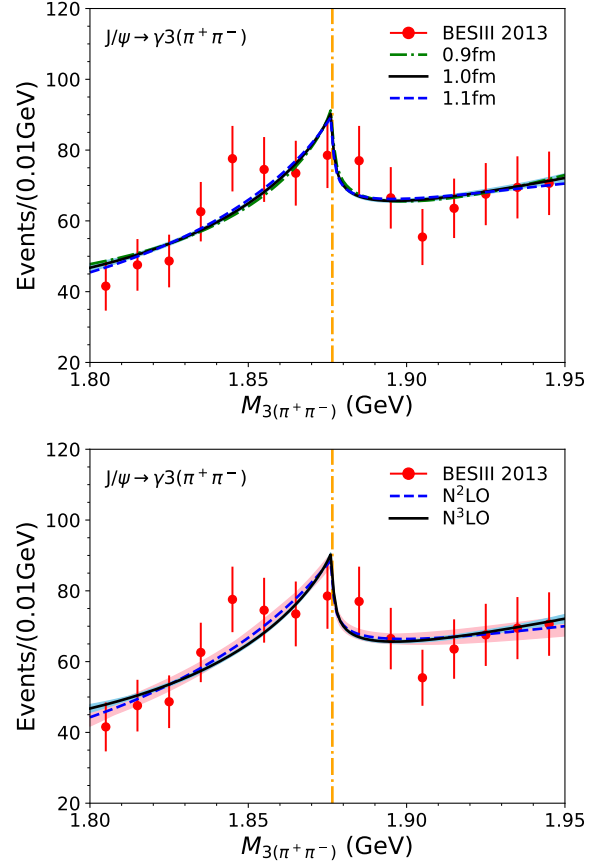 J/ψ→γ3(π⁺π⁻)
BESIII 2013
0.9fm
1.0fm
1.1fm
Events/(0.01GeV)
120
100
80
60
40
20
1.80
1.85
1.90
1.95
M₃₍π⁺π⁻₎ (GeV)
J/ψ→γ3(π⁺π⁻)
BESIII 2013
N²LO
N³LO
Events/(0.01GeV)
120
100
80
60
40
20
1.80
1.85
1.90
1.95
M₃₍π⁺π⁻₎ (GeV)